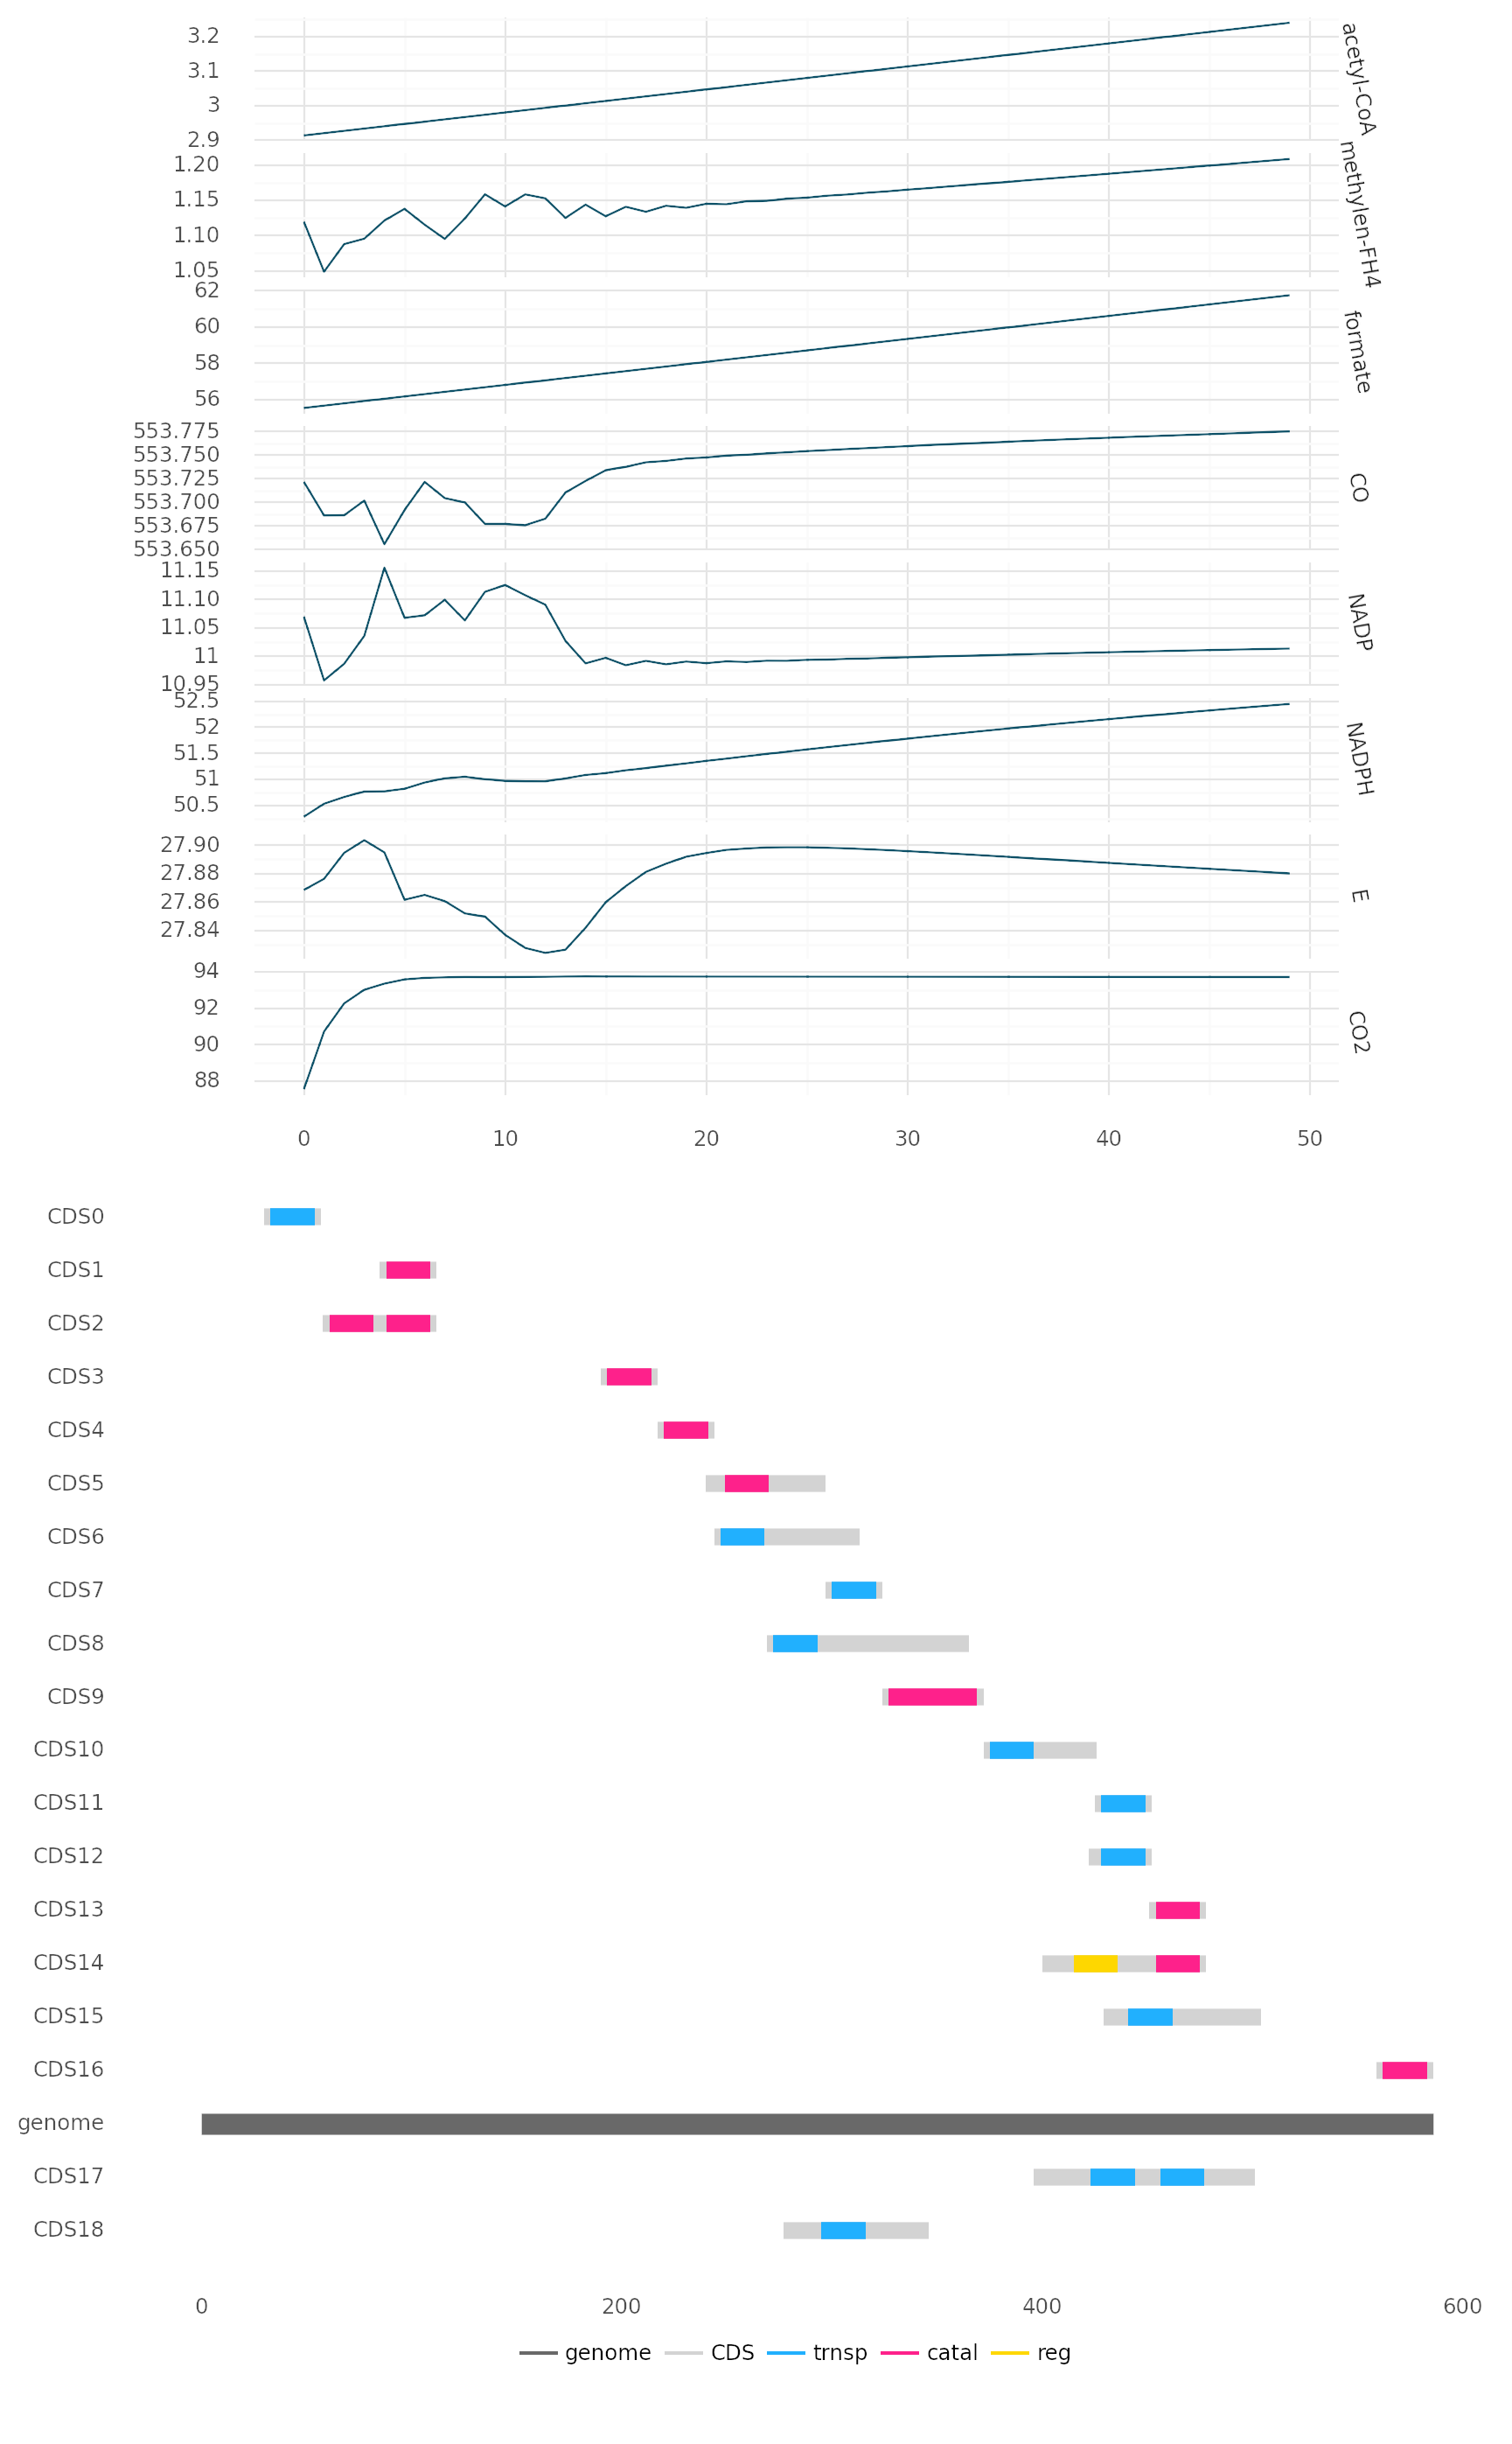 3.2
3.1
3
2.9
acetyl-CoA
1.20
1.15
1.10
1.05
methylen-FH4
62
60
58
56
formate
553.775
553.750
553.725
553.700
553.675
553.650
CO
11.15
11.10
11.05
11
10.95
NADP
52.5
52
51.5
51
50.5
NADPH
27.90
27.88
27.86
27.84
E
94
92
90
88
CO2
0 10 20 30 40 50
CDS0
CDS1
CDS2
CDS3
CDS4
CDS5
CDS6
CDS7
CDS8
CDS9
CDS10
CDS11
CDS12
CDS13
CDS14
CDS15
CDS16
genome
CDS17
CDS18
0 200 400 600
genome CDS trnsp catal reg